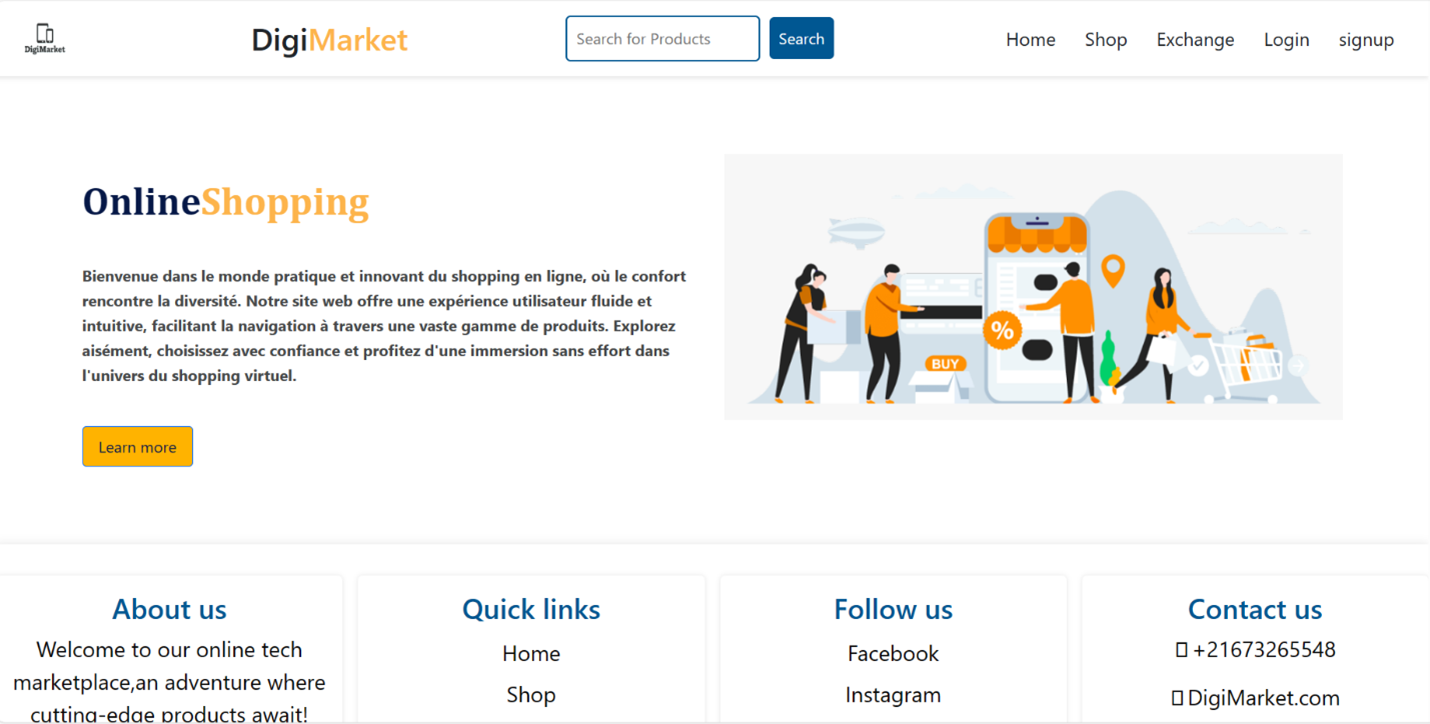 DigiMarket
DigiMarket
Search for Products
Search
Home
Shop
Exchange
Login
signup
OnlineShopping
Bienvenue dans le monde pratique et innovant du shopping en ligne, où le confort
rencontre la diversité. Notre site web offre une expérience utilisateur fluide et
intuitive, facilitant la navigation à travers une vaste gamme de produits. Explorez
aisément, choisissez avec confiance et profitez d'une immersion sans effort dans
l'univers du shopping virtuel.
Learn more
%
BUY
About us
Welcome to our online tech
marketplace,an adventure where
cutting-edge products await!
Quick links
Home
Shop
Follow us
Facebook
Instagram
Contact us
+21673265548
DigiMarket.com